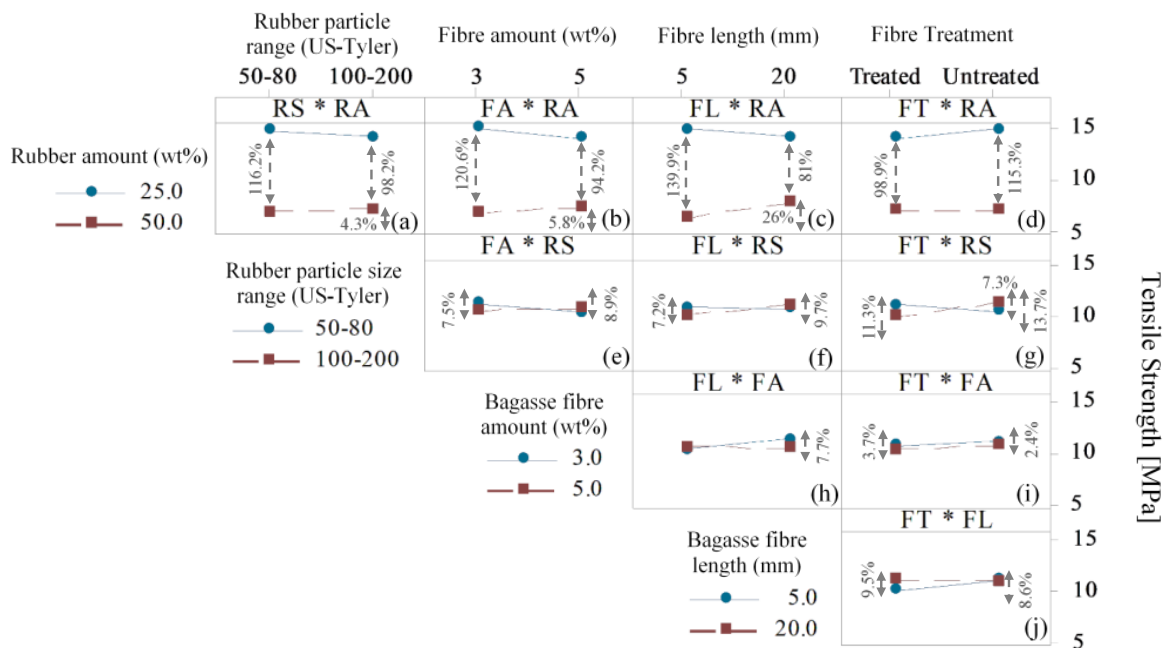 Rubber particle
range (US-Tyler)
Fibre amount (wt%)
Fibre length (mm)
Fibre Treatment
50-80 100-200
3 5
5 20
Treated Untreated
RS * RA
FA * RA
FL * RA
FT * RA
Rubber amount (wt%)
25.0
50.0
116.2%
98.2%
4.3%
(a)
120.6%
94.2%
5.8%
(b)
139.9%
81%
26%
(c)
98.9%
115.3%
(d)
15
10
5
FA * RS
FL * RS
FT * RS
Rubber particle size
range (US-Tyler)
50-80
100-200
7.5%
8.9%
(e)
7.2%
9.7%
(f)
11.3%
7.3%
13.7%
(g)
15
10
5
FL * FA
FT * FA
Bagasse fibre
amount (wt%)
3.0
5.0
7.7%
(h)
3.7%
2.4%
(i)
15
10
5
FT * FL
Bagasse fibre
length (mm)
5.0
20.0
9.5%
8.6%
(j)
15
10
5
Tensile Strength [MPa]